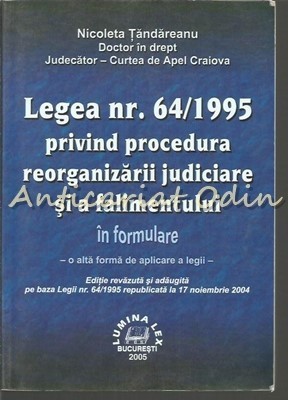 Nicoleta Țăndăreanu
Doctor în drept
Judecător – Curtea de Apel Craiova
Legea nr. 64/1995
privind procedura
reorganizării judiciare
și a falimentului
Anticariat Odin
în formulare
– o altă formă de aplicare a legii –
Ediție revăzută și adăugită
pe baza Legii nr. 64/1995 republicată la 17 noiembrie 2004
LUMINA LEX
BUCUREȘTI
2005